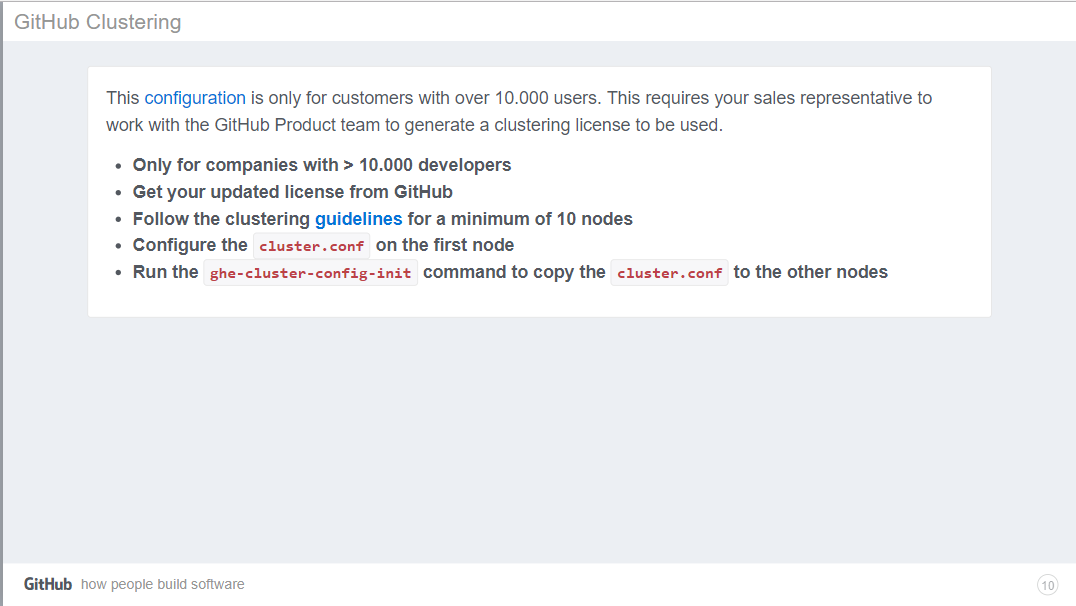 GitHub Clustering
This configuration is only for customers with over 10.000 users. This requires your sales representative to
work with the GitHub Product team to generate a clustering license to be used.
• Only for companies with > 10.000 developers
• Get your updated license from GitHub
• Follow the clustering guidelines for a minimum of 10 nodes
• Configure the cluster.conf on the first node
• Run the ghe-cluster-config-init command to copy the cluster.conf to the other nodes
GitHub how people build software
10